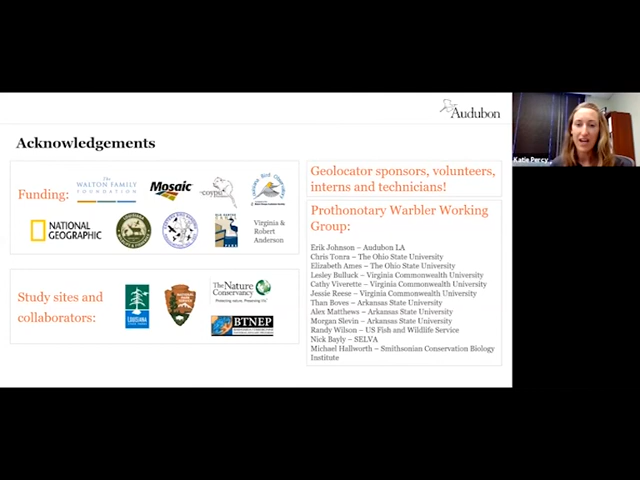 Audubon
Katie Percy
Acknowledgements
Funding:
The
WALTON FAMILY
FOUNDATION
Mosaic
NATIONAL
GEOGRAPHIC
Virginia &
Robert
Anderson
Study sites and
collaborators:
LOUISIANA
The Nature
Conservancy
Protecting nature. Preserving life.
BTNEP
Geolocator sponsors, volunteers,
interns and technicians!
Prothonotary Warbler Working
Group:
Erik Johnson – Audubon LA
Chris Tonra – The Ohio State University
Elizabeth Ames – The Ohio State University
Lesley Bulluck – Virginia Commonwealth University
Cathy Viverette – Virginia Commonwealth University
Jessie Reese – Virginia Commonwealth University
Than Boves – Arkansas State University
Alex Matthews – Arkansas State University
Morgan Slevin – Arkansas State University
Randy Wilson – US Fish and Wildlife Service
Nick Bayly – SELVA
Michael Hallworth – Smithsonian Conservation Biology
Institute